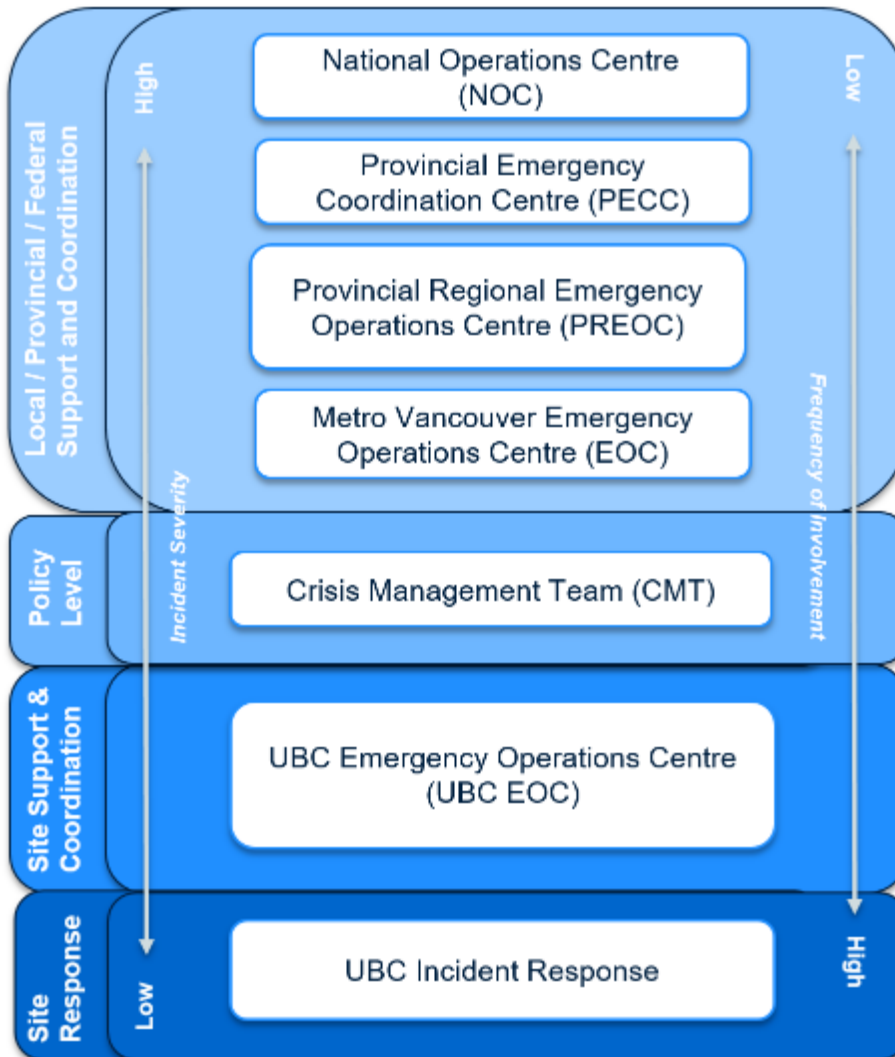 Local / Provincial / Federal
Support and Coordination
High
Low
National Operations Centre
(NOC)
Provincial Emergency
Coordination Centre (PECC)
Provincial Regional Emergency
Operations Centre (PREOC)
Metro Vancouver Emergency
Operations Centre (EOC)
Incident Severity
Frequency of Involvement
Policy
Level
Crisis Management Team (CMT)
Site Support &
Coordination
UBC Emergency Operations Centre
(UBC EOC)
Site
Response
Low
UBC Incident Response
High